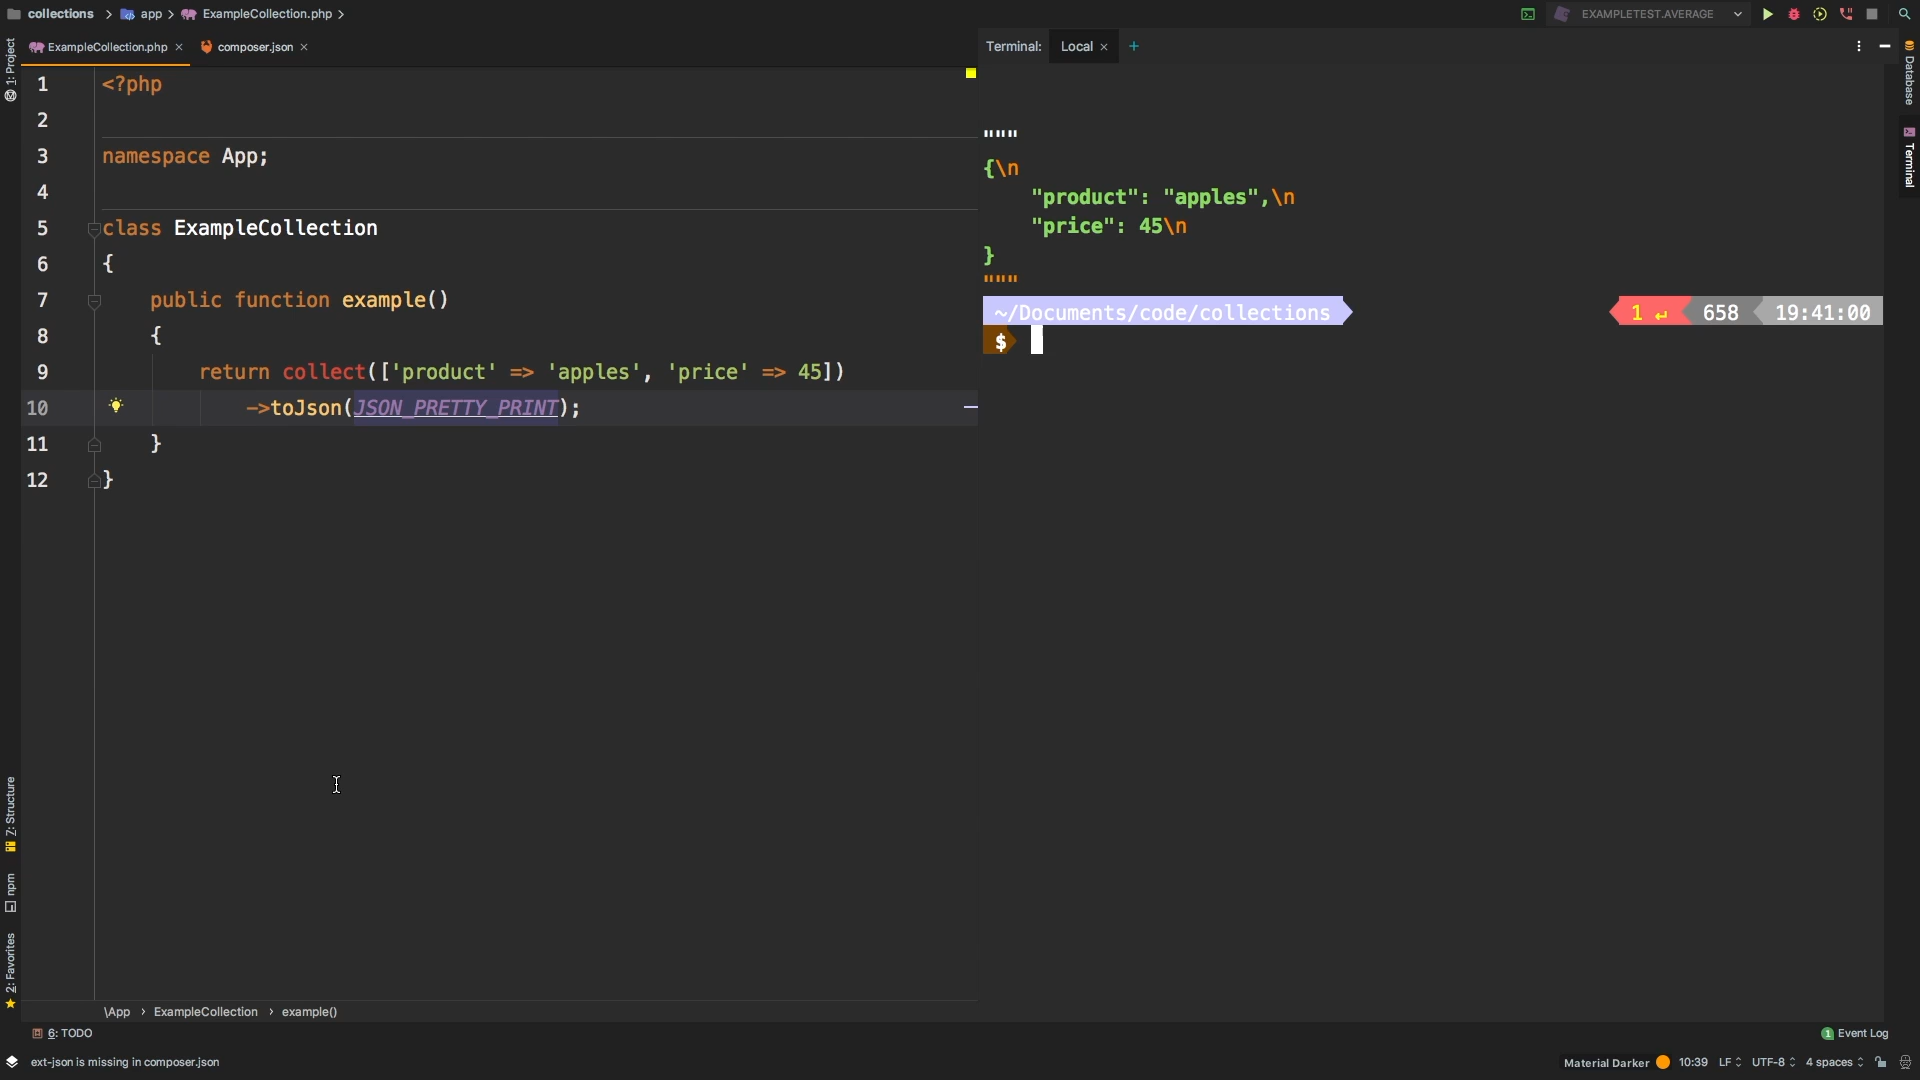 collections > app > ExampleCollection.php >
EXAMPLETEST.AVERAGE
ExampleCollection.php × composer.json ×
Terminal: Local × +
1: Project
Database
Terminal
1 <?php
2
3 namespace App;
4
5 class ExampleCollection
6 {
7 public function example()
8 {
9 return collect(['product' => 'apples', 'price' => 45])
10 ->toJson(JSON_PRETTY_PRINT);
11 }
12 }
"""
{\n
"product": "apples",\n
"price": 45\n
}
"""
~/Documents/code/collections 1 ↵ 658 19:41:00
$
Z: Structure
npm
2: Favorites
\App > ExampleCollection > example()
6: TODO
1 Event Log
ext-json is missing in composer.json
Material Darker 10:39 LF UTF-8 4 spaces